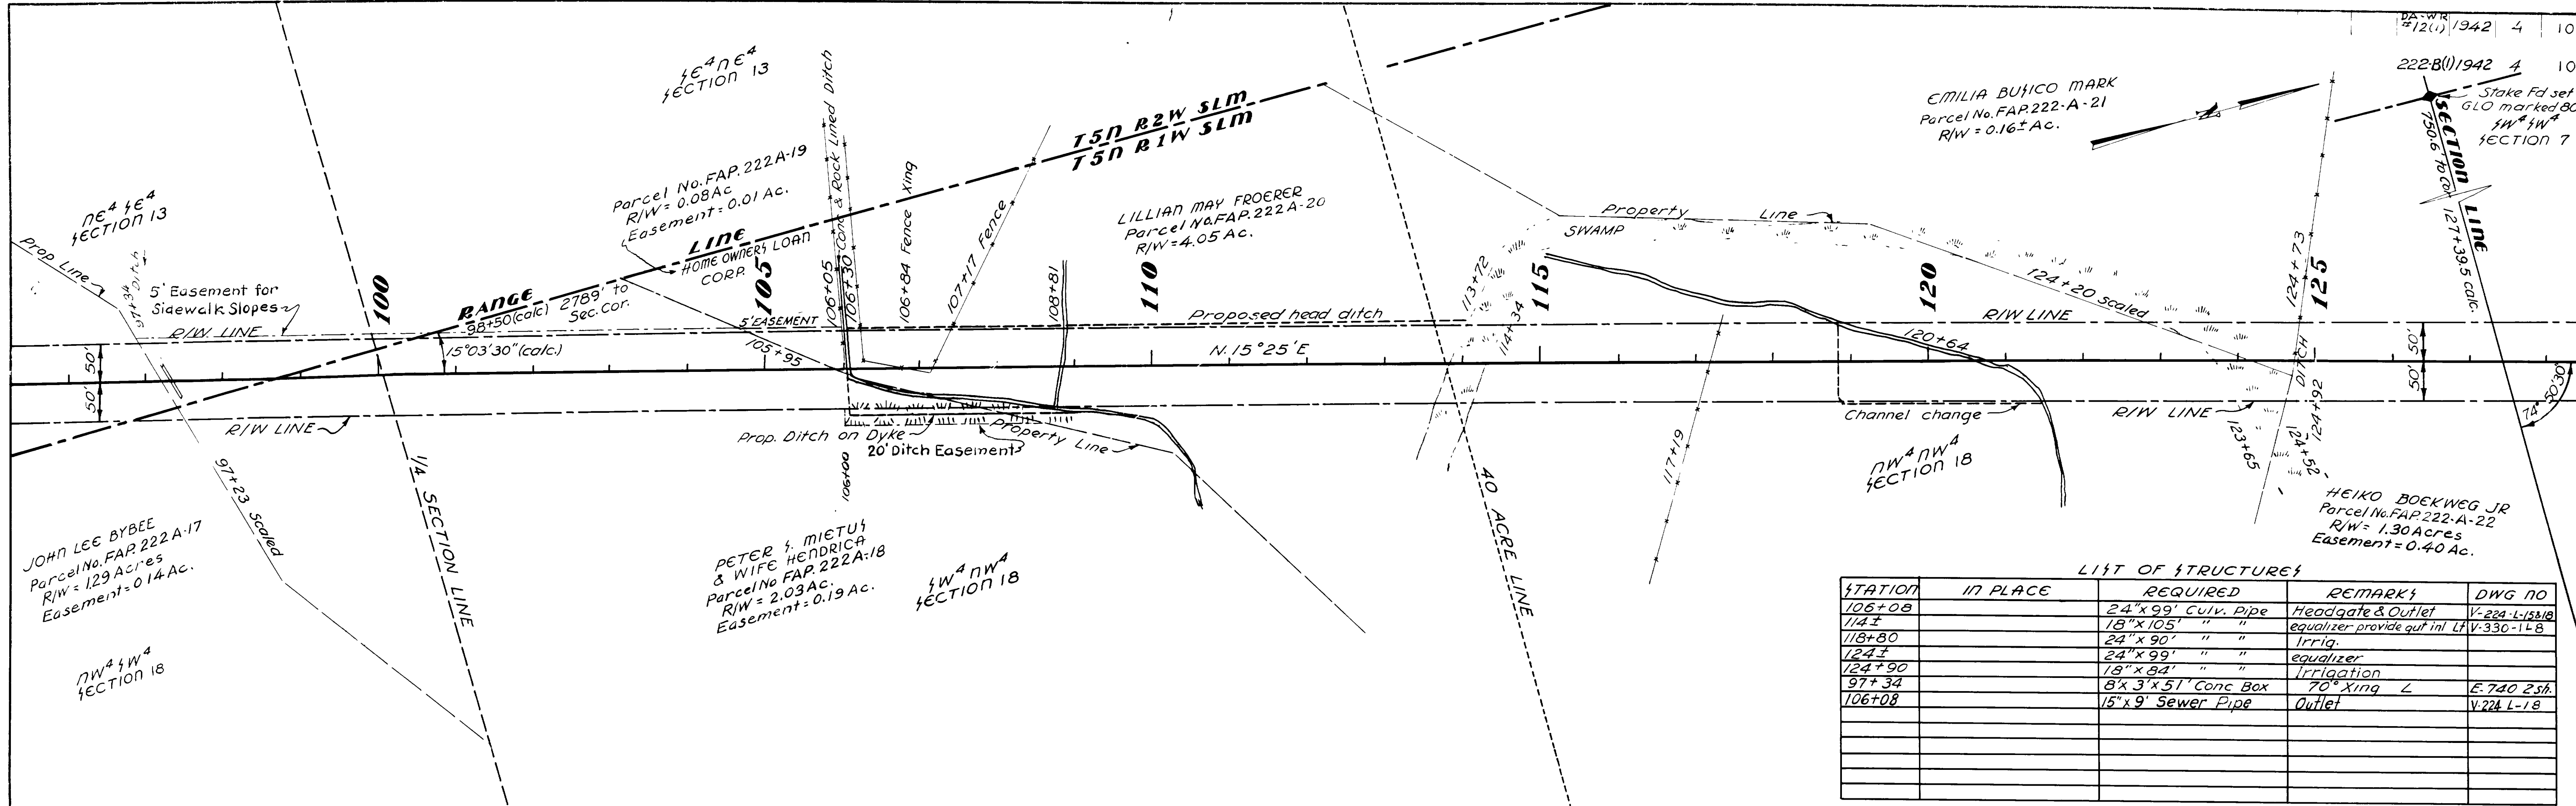 DA-WR
#12(1) 1942 4 10
222-B(1) 1942 4 10
Stake Fd set
GLO marked 80
SW4 SW4
SECTION 7
SECTION LINE
750.6' to Cor.
127+39.5 calc.
74° 50'30"
EMILIA BUSICO MARK
Parcel No. FAP. 222-A-21
R/W = 0.16± Ac.
SE4 NE4
SECTION 13
NE4 SE4
SECTION 13
Prop Line
97+34
Ditch
5' Easement for
Sidewalk Slopes
R/W LINE
50'
50'
R/W LINE
97+23 scaled
JOHN LEE BYBEE
Parcel No. FAP. 222 A-17
R/W = 1.29 Acres
Easement = 0.14 Ac.
NW4 SW4
SECTION 18
100
1/4 SECTION LINE
RANGE LINE
98+50 (calc) 2789' to
Sec. Cor.
15°03'30" (calc.)
Parcel No. FAP. 222A-19
R/W = 0.08 Ac
Easement = 0.01 Ac.
HOME OWNERS LOAN
CORP.
T5N R2W SLM
T5N R1W SLM
105
5' EASEMENT
105+95
106+05
106+30 Conc & Rock Lined Ditch
106+84 Fence Xing
107+17 Fence
108+81
110
LILLIAN MAY FROERER
Parcel No. FAP. 222 A-20
R/W = 4.05 Ac.
Proposed head ditch
N. 15°25' E
Prop. Ditch on Dyke
20' Ditch Easement
Property Line
106+00
PETER S. MIETUS
& WIFE HENDRICA
Parcel No FAP. 222A-18
R/W = 2.03 Ac.
Easement = 0.19 Ac.
SW4 NW4
SECTION 18
40 ACRE LINE
113+72
114+34
115
Property Line
SWAMP
117+19
120
120+64
Channel change
R/W LINE
124+20 scaled
124+73
125
DITCH
50'
50'
R/W LINE
123+65
124+52
124+92
NW4 NW4
SECTION 18
HEIKO BOEKWEG JR
Parcel No. FAP. 222-A-22
R/W = 1.30 Acres
Easement = 0.40 Ac.
LIST OF STRUCTURES
STATION IN PLACE REQUIRED REMARKS DWG NO
106+08 24"x99' Culv. Pipe Headgate & Outlet V-224-L-15&18
114± 18"x105' " " equalizer provide gut inl Lt V-330-1L8
118+80 24"x90' " " Irrig.
124± 24"x99' " " equalizer
124+90 18"x84' " " Irrigation
97+34 8'x3'x51' Conc Box 70° Xing L E-740 2 sh.
106+08 15"x9' Sewer Pipe Outlet V-224 L-18